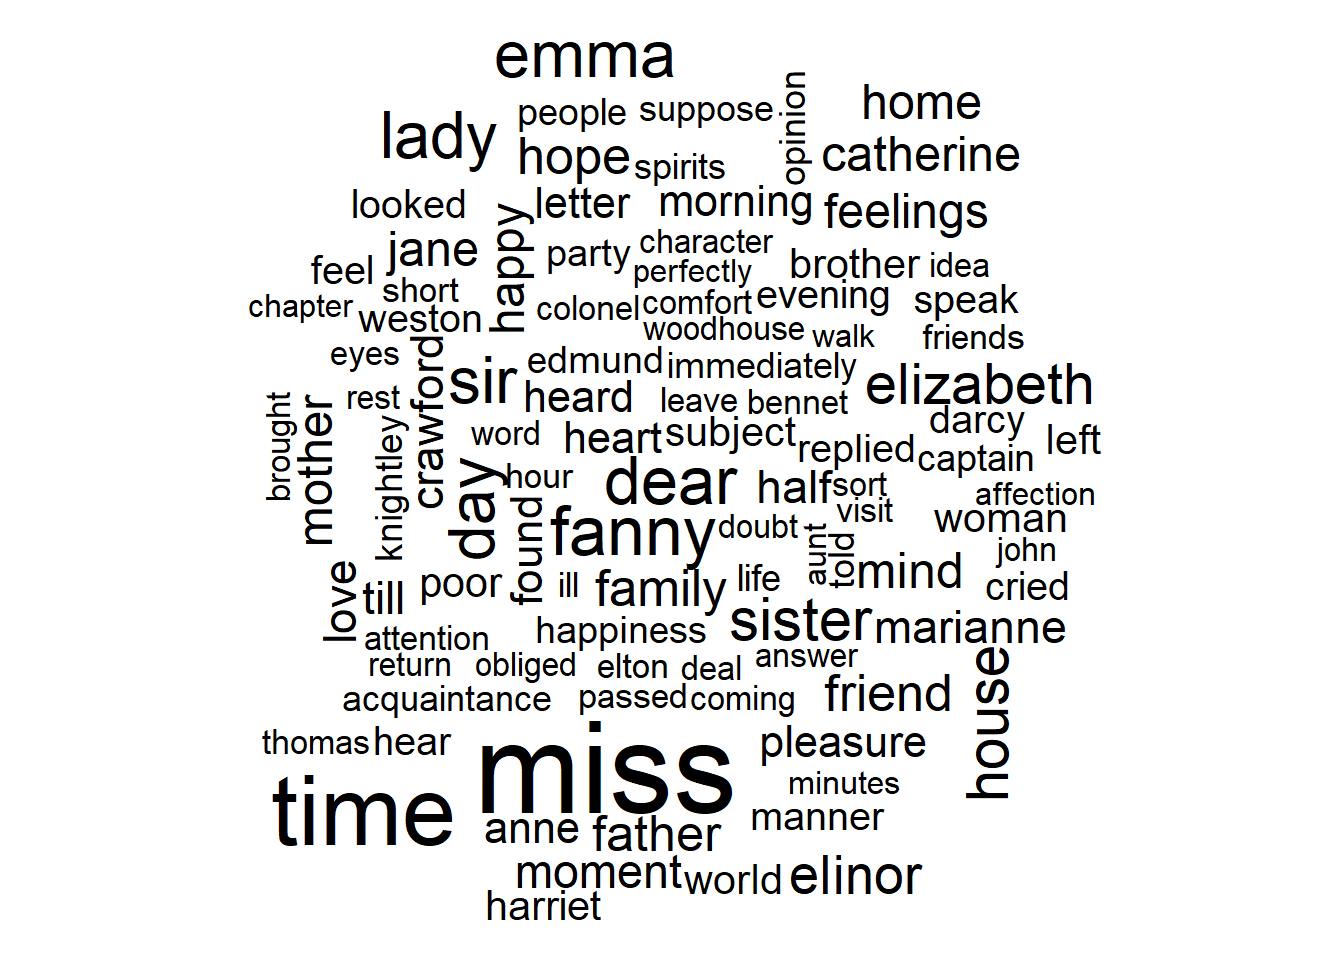 emma
people suppose
opinion
home
lady
hope spirits
catherine
looked
happy
letter morning feelings
jane
party character
perfectly
brother idea
feel
short
chapter
weston
colonel comfort evening speak
woodhouse walk friends
eyes
crawford
sir
edmund immediately
elizabeth
brought
mother
rest
heard leave bennet
darcy
knightley
word heart subject replied captain left
day
hour dear half sort
affection
found
fanny doubt visit woman
aunt
told
john
love
till poor ill family life mind cried
attention happiness sister marianne
return obliged elton deal answer
house
acquaintance passed coming friend
thomas hear
miss
pleasure
minutes
time
anne father manner
moment world elinor
harriet